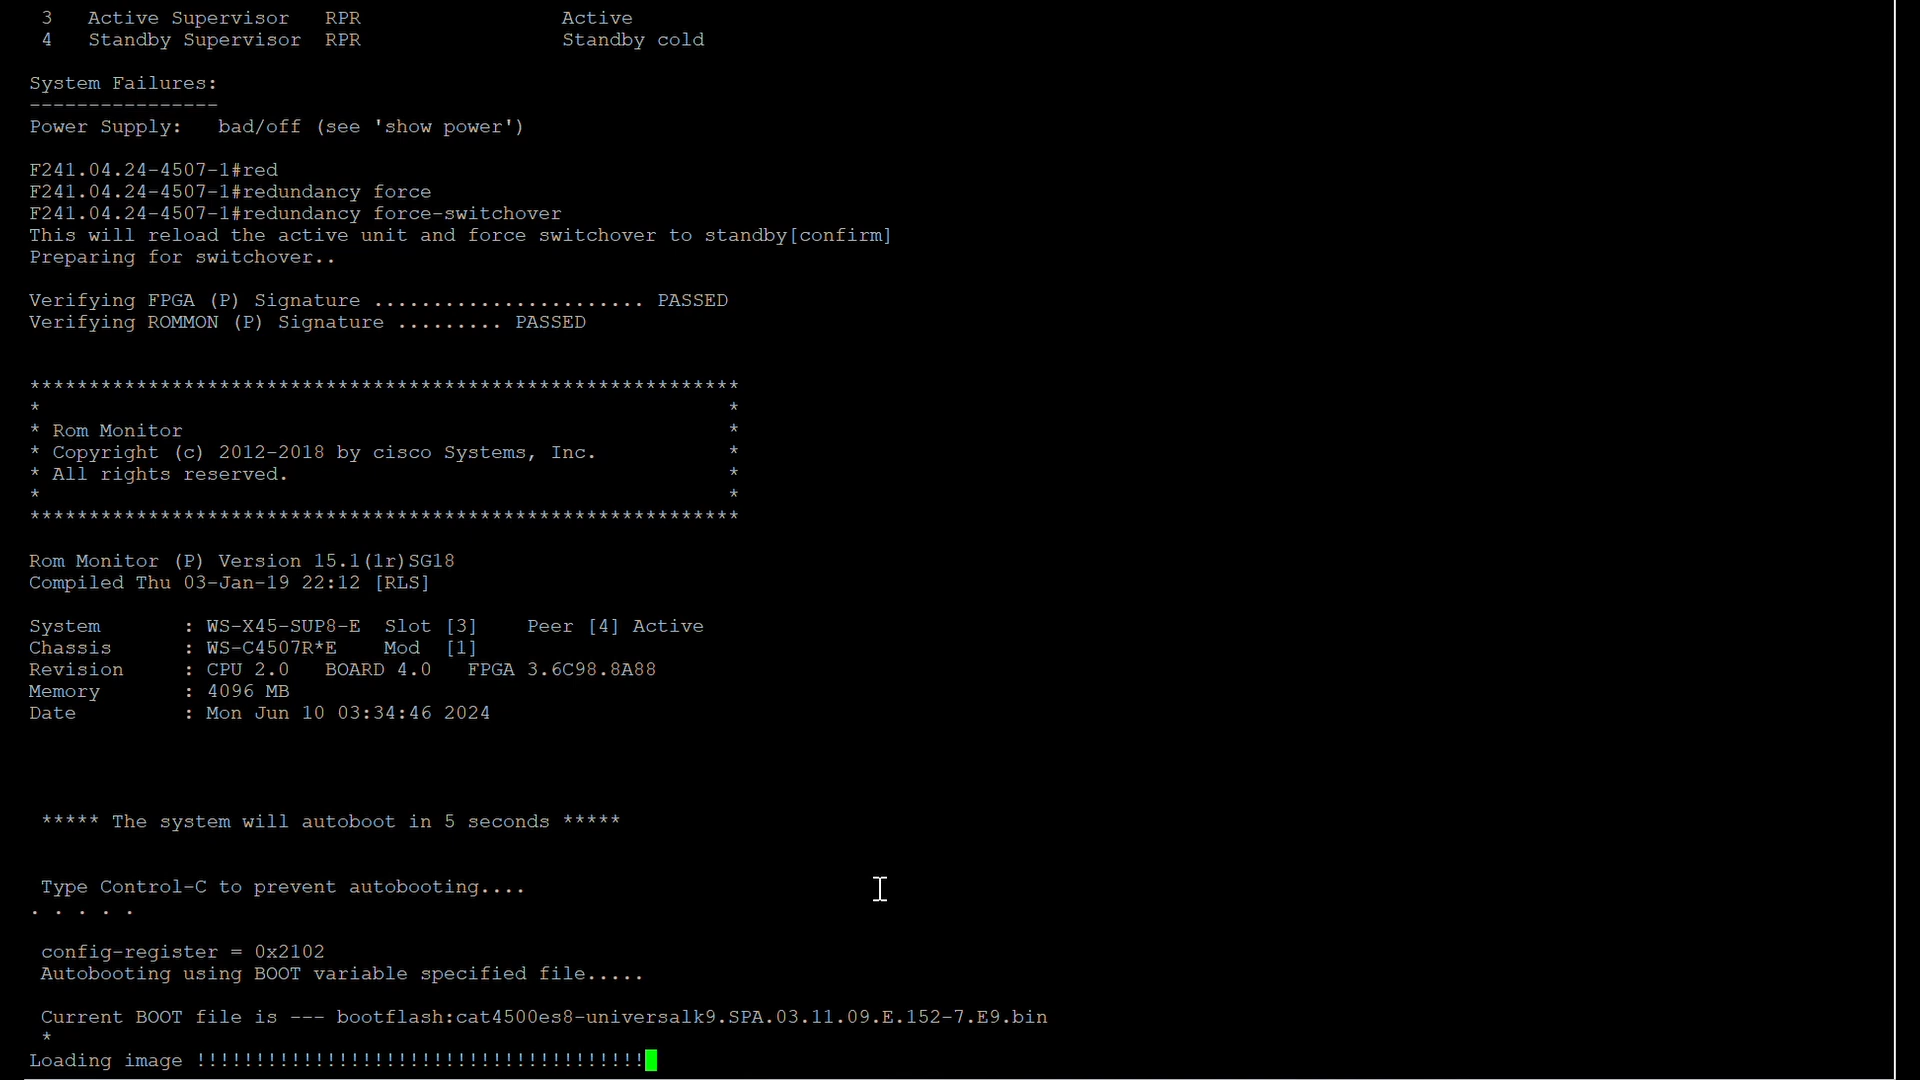 3   Active Supervisor   RPR                 Active
4   Standby Supervisor  RPR                 Standby cold
System Failures:
----------------
Power Supply:   bad/off (see 'show power')
F241.04.24-4507-1#red
F241.04.24-4507-1#redundancy force
F241.04.24-4507-1#redundancy force-switchover
This will reload the active unit and force switchover to standby[confirm]
Preparing for switchover..
Verifying FPGA (P) Signature ....................... PASSED
Verifying ROMMON (P) Signature ......... PASSED
************************************************************
*                                                          *
* Rom Monitor                                              *
* Copyright (c) 2012-2018 by cisco Systems, Inc.           *
* All rights reserved.                                     *
*                                                          *
************************************************************
Rom Monitor (P) Version 15.1(1r)SG18
Compiled Thu 03-Jan-19 22:12 [RLS]
System       : WS-X45-SUP8-E  Slot [3]    Peer [4] Active
Chassis      : WS-C4507R*E    Mod  [1]
Revision     : CPU 2.0   BOARD 4.0   FPGA 3.6C98.8A88
Memory       : 4096 MB
Date         : Mon Jun 10 03:34:46 2024
***** The system will autoboot in 5 seconds *****
Type Control-C to prevent autobooting....
. . . . .
config-register = 0x2102
Autobooting using BOOT variable specified file.....
Current BOOT file is --- bootflash:cat4500es8-universalk9.SPA.03.11.09.E.152-7.E9.bin
*
Loading image !!!!!!!!!!!!!!!!!!!!!!!!!!!!!!!!!!!!!!